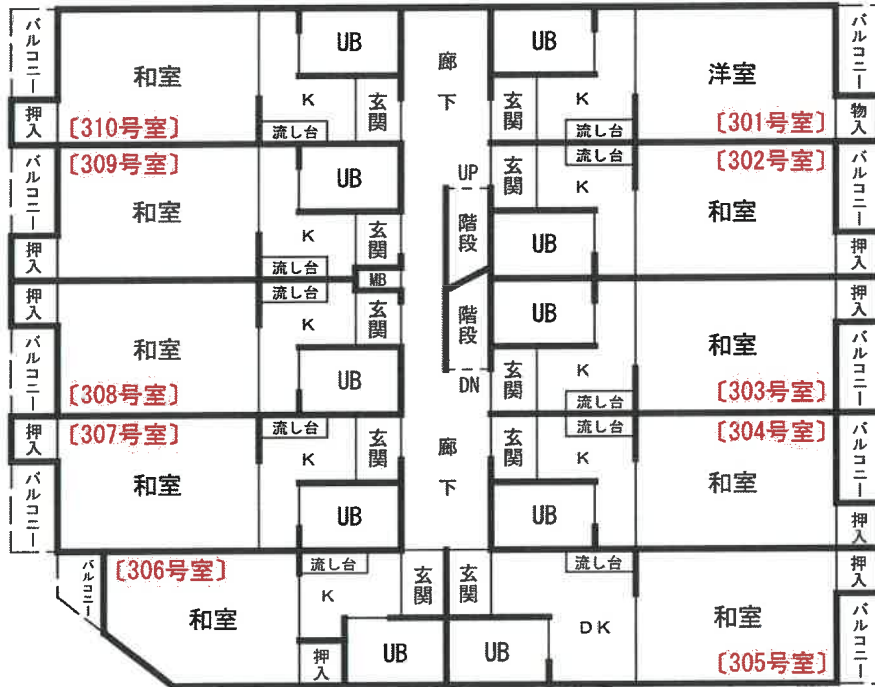 バルコニー
和室
UB
K
玄関
押入
[310号室]
流し台
廊下
UB
玄関
K
流し台
洋室
[301号室]
バルコニー
物入
[309号室]
バルコニー
和室
UB
K
玄関
押入
流し台
MB
UP
階段
玄関
流し台
K
[302号室]
和室
UB
バルコニー
押入
押入
流し台
和室
K
玄関
バルコニー
UB
[308号室]
階段
DN
UB
玄関
K
流し台
和室
[303号室]
押入
バルコニー
[307号室]
押入
流し台
K
玄関
和室
バルコニー
UB
廊下
玄関
流し台
K
[304号室]
和室
UB
バルコニー
押入
[306号室]
バルコニー
流し台
玄関
K
和室
押入
UB
玄関
流し台
DK
UB
和室
[305号室]
押入
バルコニー